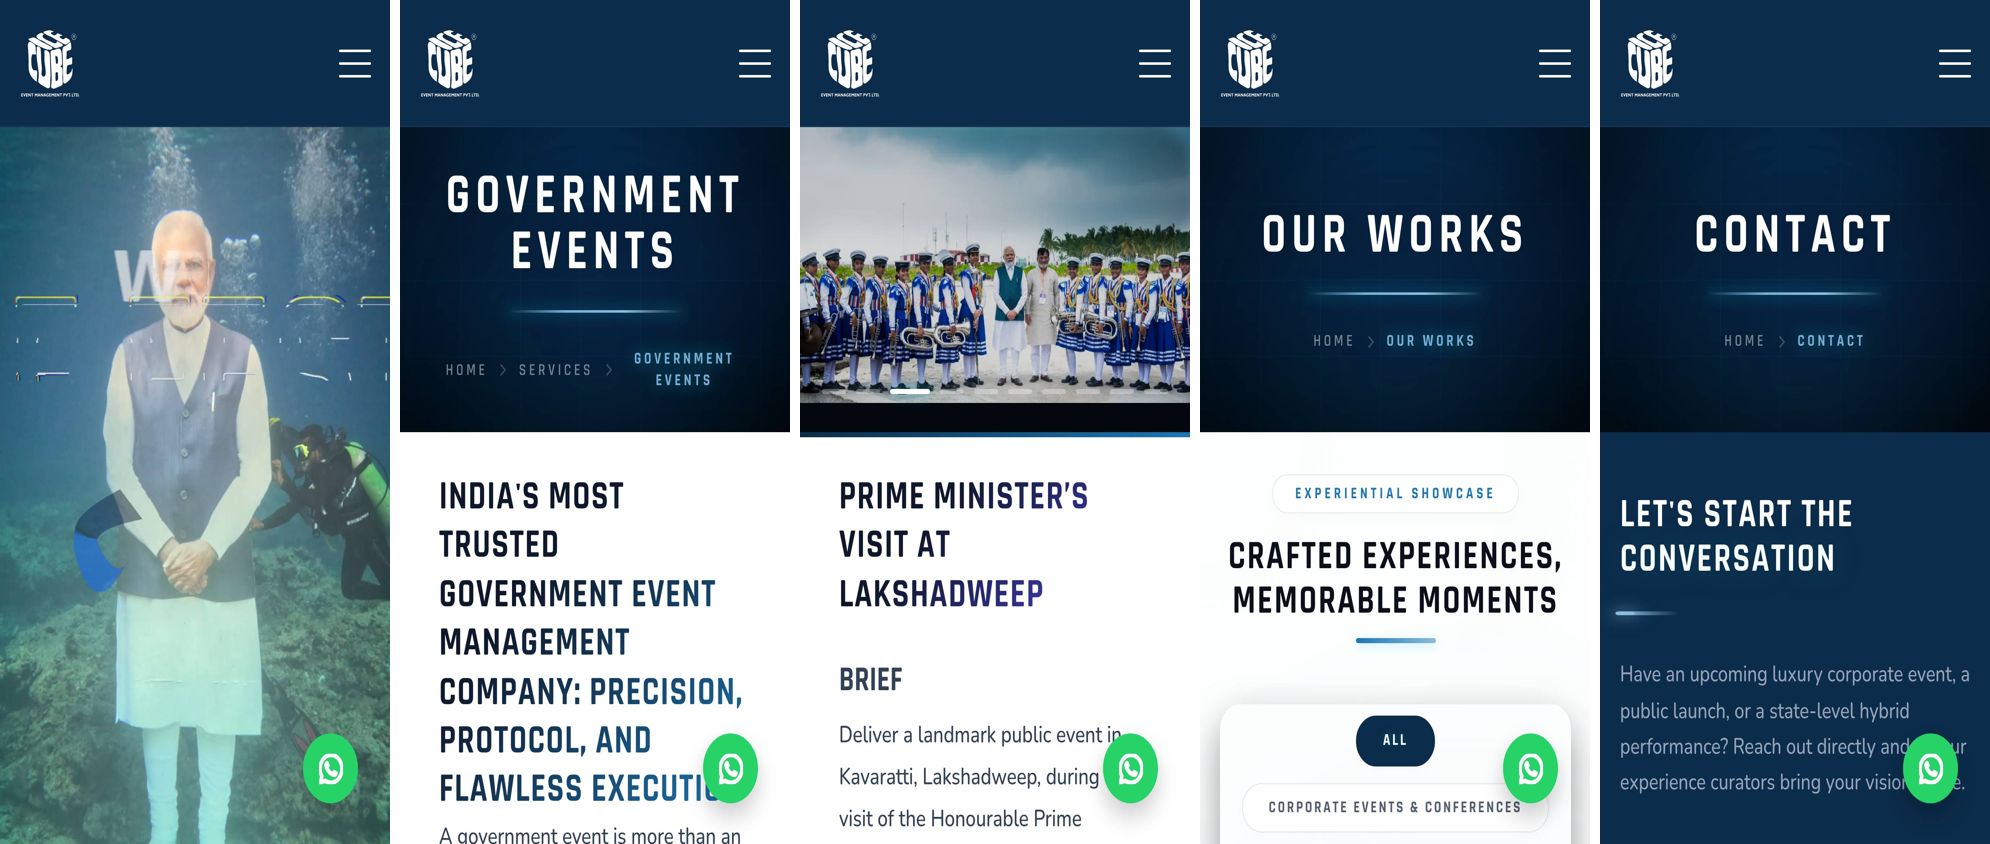 CUBE
EVENT MANAGEMENT PVT. LTD.
W
CUBE
EVENT MANAGEMENT PVT. LTD.
GOVERNMENT
EVENTS
HOME
SERVICES
GOVERNMENT
EVENTS
INDIA'S MOST
TRUSTED
GOVERNMENT EVENT
MANAGEMENT
COMPANY: PRECISION,
PROTOCOL, AND
FLAWLESS
A government event is more than an
CUBE
EVENT MANAGEMENT PVT. LTD.
PRIME MINISTER’S
VISIT AT
LAKSHADWEEP
BRIEF
Deliver a landmark public event in
Kavaratti, Lakshadweep, during
visit of the Honourable Prime
CUBE
EVENT MANAGEMENT PVT. LTD.
OUR WORKS
HOME
OUR WORKS
EXPERIENTIAL SHOWCASE
CRAFTED EXPERIENCES,
MEMORABLE MOMENTS
ALL
CORPORATE EVENTS & CONFERENCES
CUBE
EVENT MANAGEMENT PVT. LTD.
CONTACT
HOME
CONTACT
LET'S START THE
CONVERSATION
Have an upcoming luxury corporate event, a
public launch, or a state-level hybrid
performance? Reach out directly and
experience curators bring your